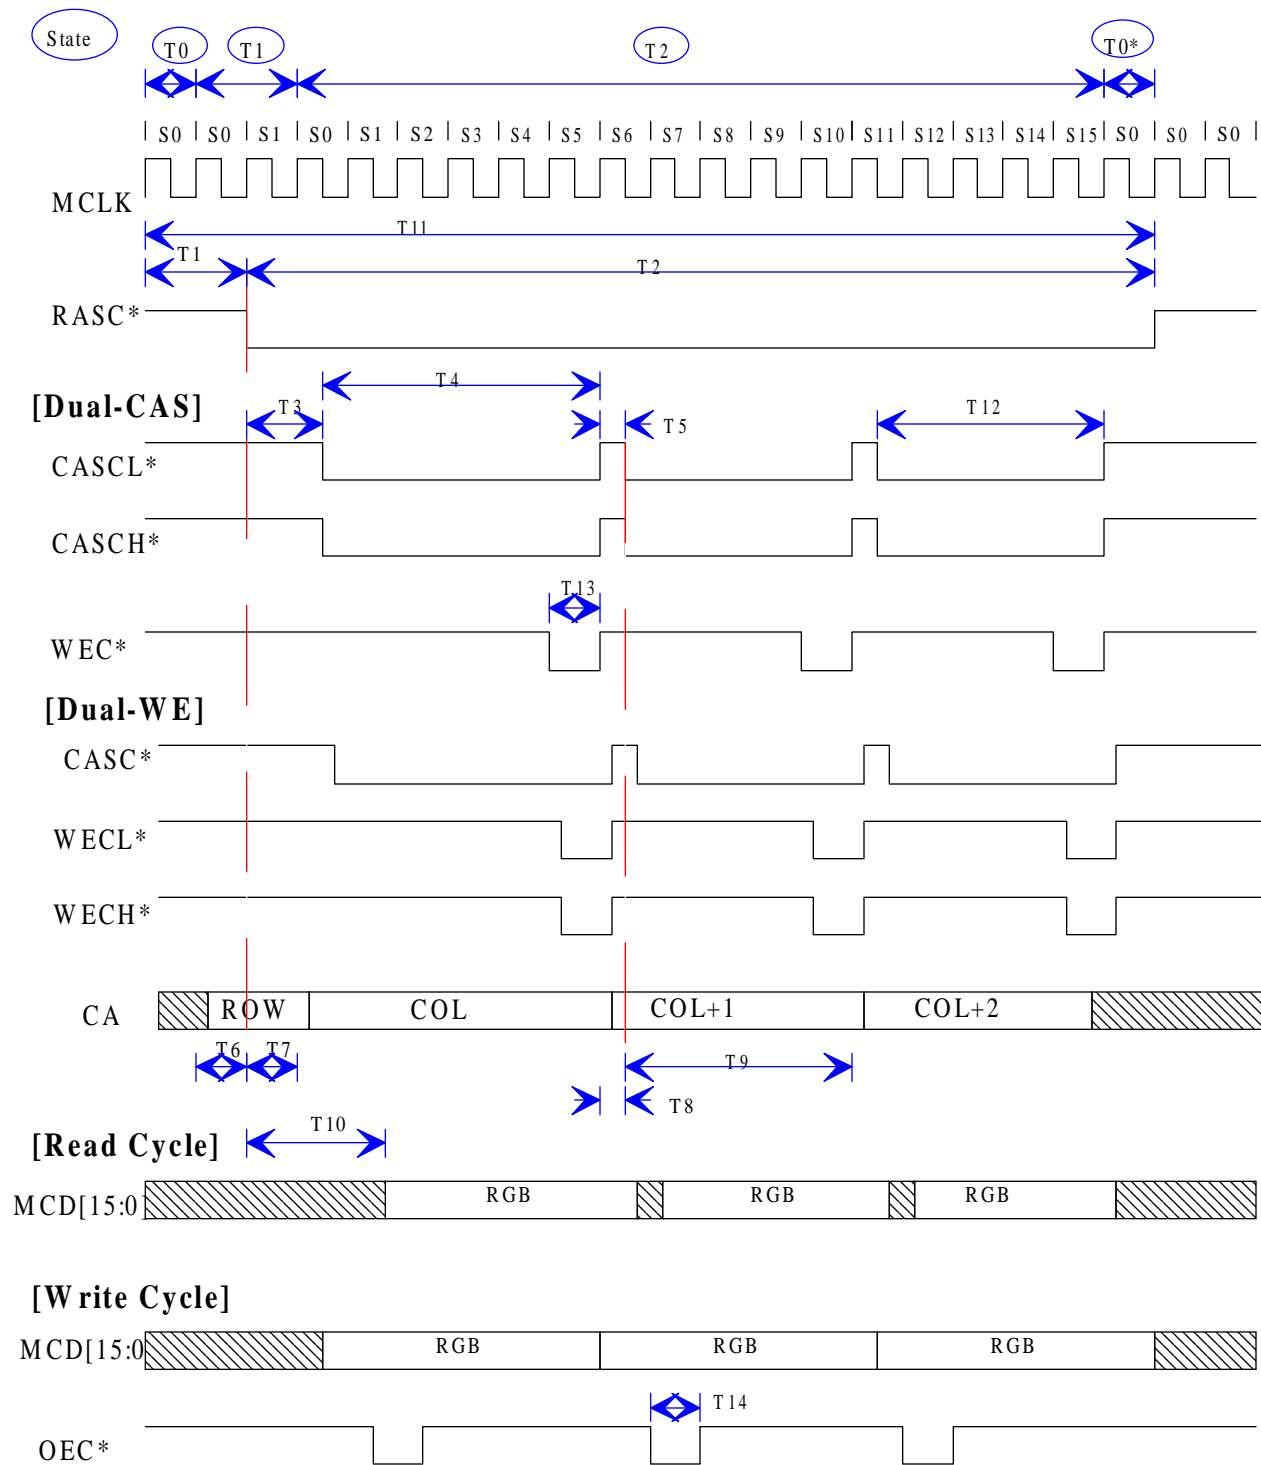 State
T0 T1 T2 T0*
S0 S0 S1 S0 S1 S2 S3 S4 S5 S6 S7 S8 S9 S10 S11 S12 S13 S14 S15 S0 S0 S0
MCLK
T11
T1 T2
RASC*
T4
[Dual-CAS]
T3 T5 T12
CASCL*
CASCH*
T13
WEC*
[Dual-WE]
CASC*
WECL*
WECH*
CA ROW COL COL+1 COL+2
T6 T7 T9
T8
T10
[Read Cycle]
MCD[15:0] RGB RGB RGB
[Write Cycle]
MCD[15:0 RGB RGB RGB
T14
OEC*